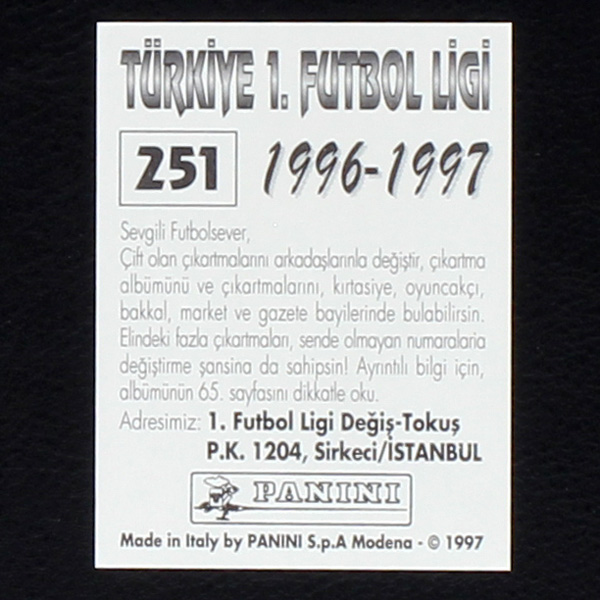 TÜRKİYE 1. FUTBOL LİGİ
251 1996-1997
Sevgili Futbolsever,
Çift olan çıkartmalarını arkadaşlarınla değiştir, çıkartma
albümünü ve çıkartmalarını, kırtasiye, oyuncakçı,
bakkal, market ve gazete bayilerinde bulabilirsin.
Elindeki fazla çıkartmaları, sende olmayan numaralarla
değiştirme şansına da sahipsin! Ayrıntılı bilgi için,
albümünün 65. sayfasını dikkatle oku.
Adresimiz: 1. Futbol Ligi Değiş-Tokuş
P.K. 1204, Sirkeci/İSTANBUL
PANINI
Made in Italy by PANINI S.p.A Modena - © 1997